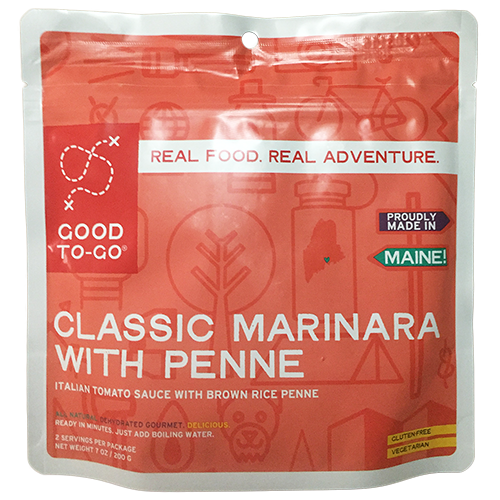 REAL FOOD. REAL ADVENTURE.
GOOD
TO-GO®
PROUDLY
MADE IN
MAINE!
CLASSIC MARINARA
WITH PENNE
ITALIAN TOMATO SAUCE WITH BROWN RICE PENNE
ALL NATURAL DEHYDRATED GOURMET. DELICIOUS.
READY IN MINUTES. JUST ADD BOILING WATER.
2 SERVINGS PER PACKAGE
NET WEIGHT 7 OZ / 200 G
GLUTEN-FREE
VEGETARIAN